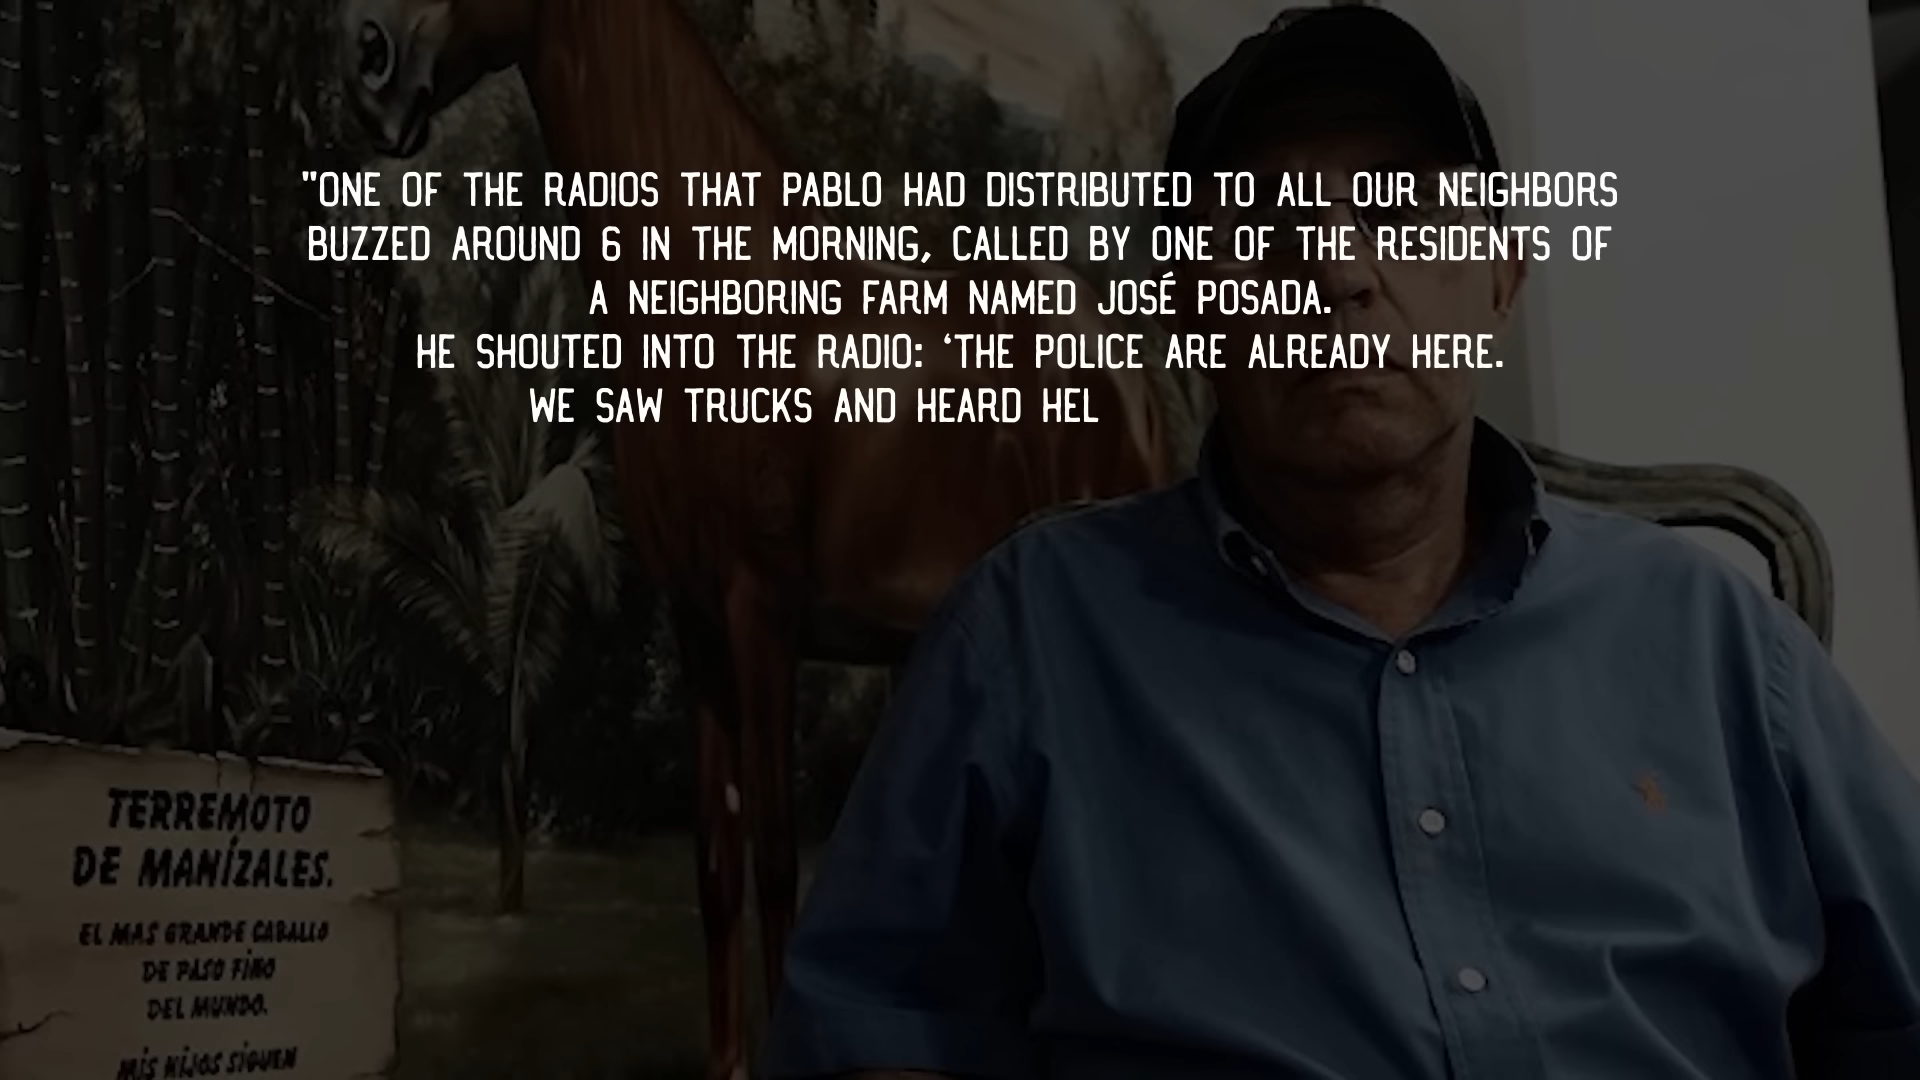 "ONE OF THE RADIOS THAT PABLO HAD DISTRIBUTED TO ALL OUR NEIGHBORS
BUZZED AROUND 6 IN THE MORNING, CALLED BY ONE OF THE RESIDENTS OF
A NEIGHBORING FARM NAMED JOSÉ POSADA.
HE SHOUTED INTO THE RADIO: ‘THE POLICE ARE ALREADY HERE.
WE SAW TRUCKS AND HEARD HEL
TERREMOTO
DE MANÍZALES.
EL MAS GRANDE CABALLO
DE PASO FINO
DEL MUNDO.
MIS HIJOS SIGUEN